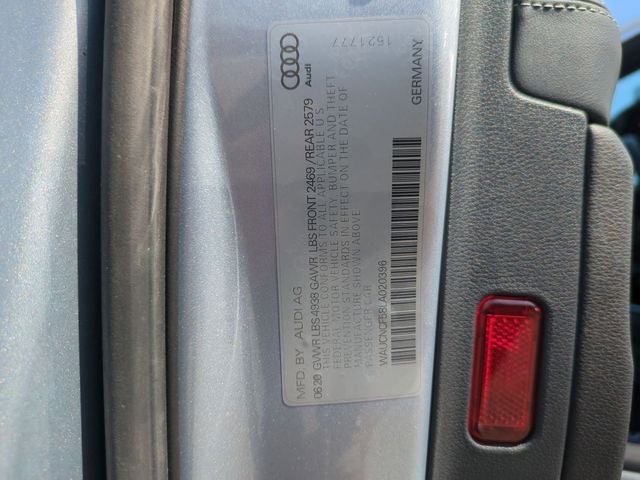 MFD. BY AUDI AG
06.20 GVWR LBS 4938 GAWR LBS FRONT 2469 / REAR 2579
THIS VEHICLE CONFORMS TO ALL APPLICABLE U.S.
FEDERAL MOTOR VEHICLE SAFETY, BUMPER AND THEFT
PREVENTION STANDARDS IN EFFECT ON THE DATE OF
MANUFACTURE SHOWN ABOVE
PASSENGER CAR
WAUCNCF58LA020396
1521777
Audi
GERMANY